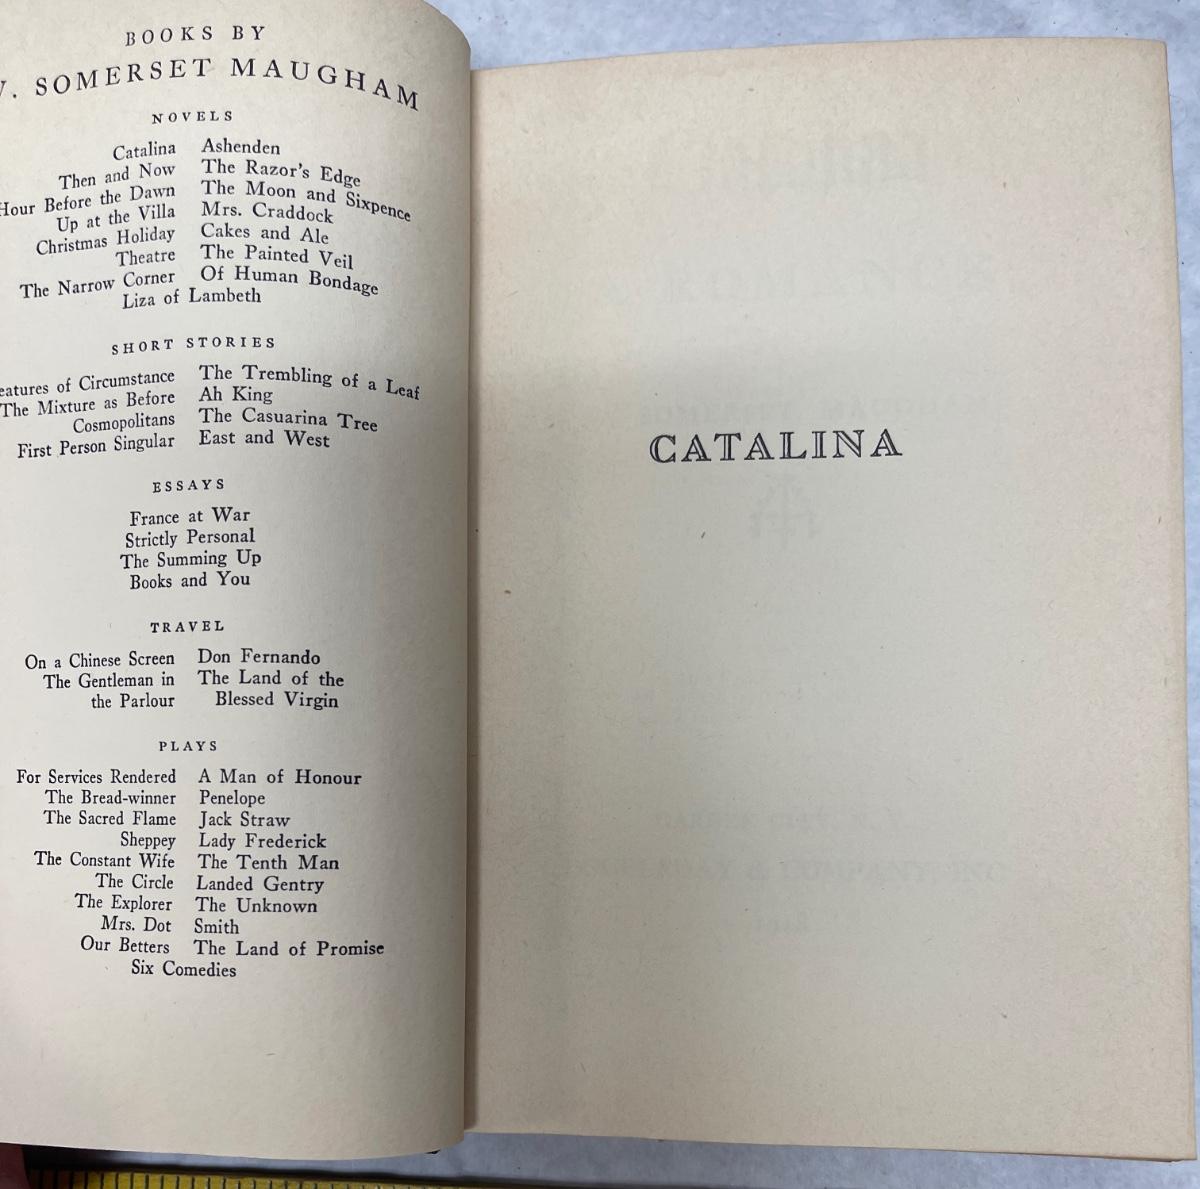 BOOKS BY
W. SOMERSET MAUGHAM
NOVELS
Catalina Ashenden
Then and Now The Razor's Edge
Hour Before the Dawn The Moon and Sixpence
Up at the Villa Mrs. Craddock
Christmas Holiday Cakes and Ale
Theatre The Painted Veil
The Narrow Corner Of Human Bondage
Liza of Lambeth
SHORT STORIES
eatures of Circumstance The Trembling of a Leaf
The Mixture as Before Ah King
Cosmopolitans The Casuarina Tree
First Person Singular East and West
ESSAYS
France at War
Strictly Personal
The Summing Up
Books and You
TRAVEL
On a Chinese Screen Don Fernando
The Gentleman in The Land of the
the Parlour Blessed Virgin
PLAYS
For Services Rendered A Man of Honour
The Bread-winner Penelope
The Sacred Flame Jack Straw
Sheppey Lady Frederick
The Constant Wife The Tenth Man
The Circle Landed Gentry
The Explorer The Unknown
Mrs. Dot Smith
Our Betters The Land of Promise
Six Comedies
CATALINA